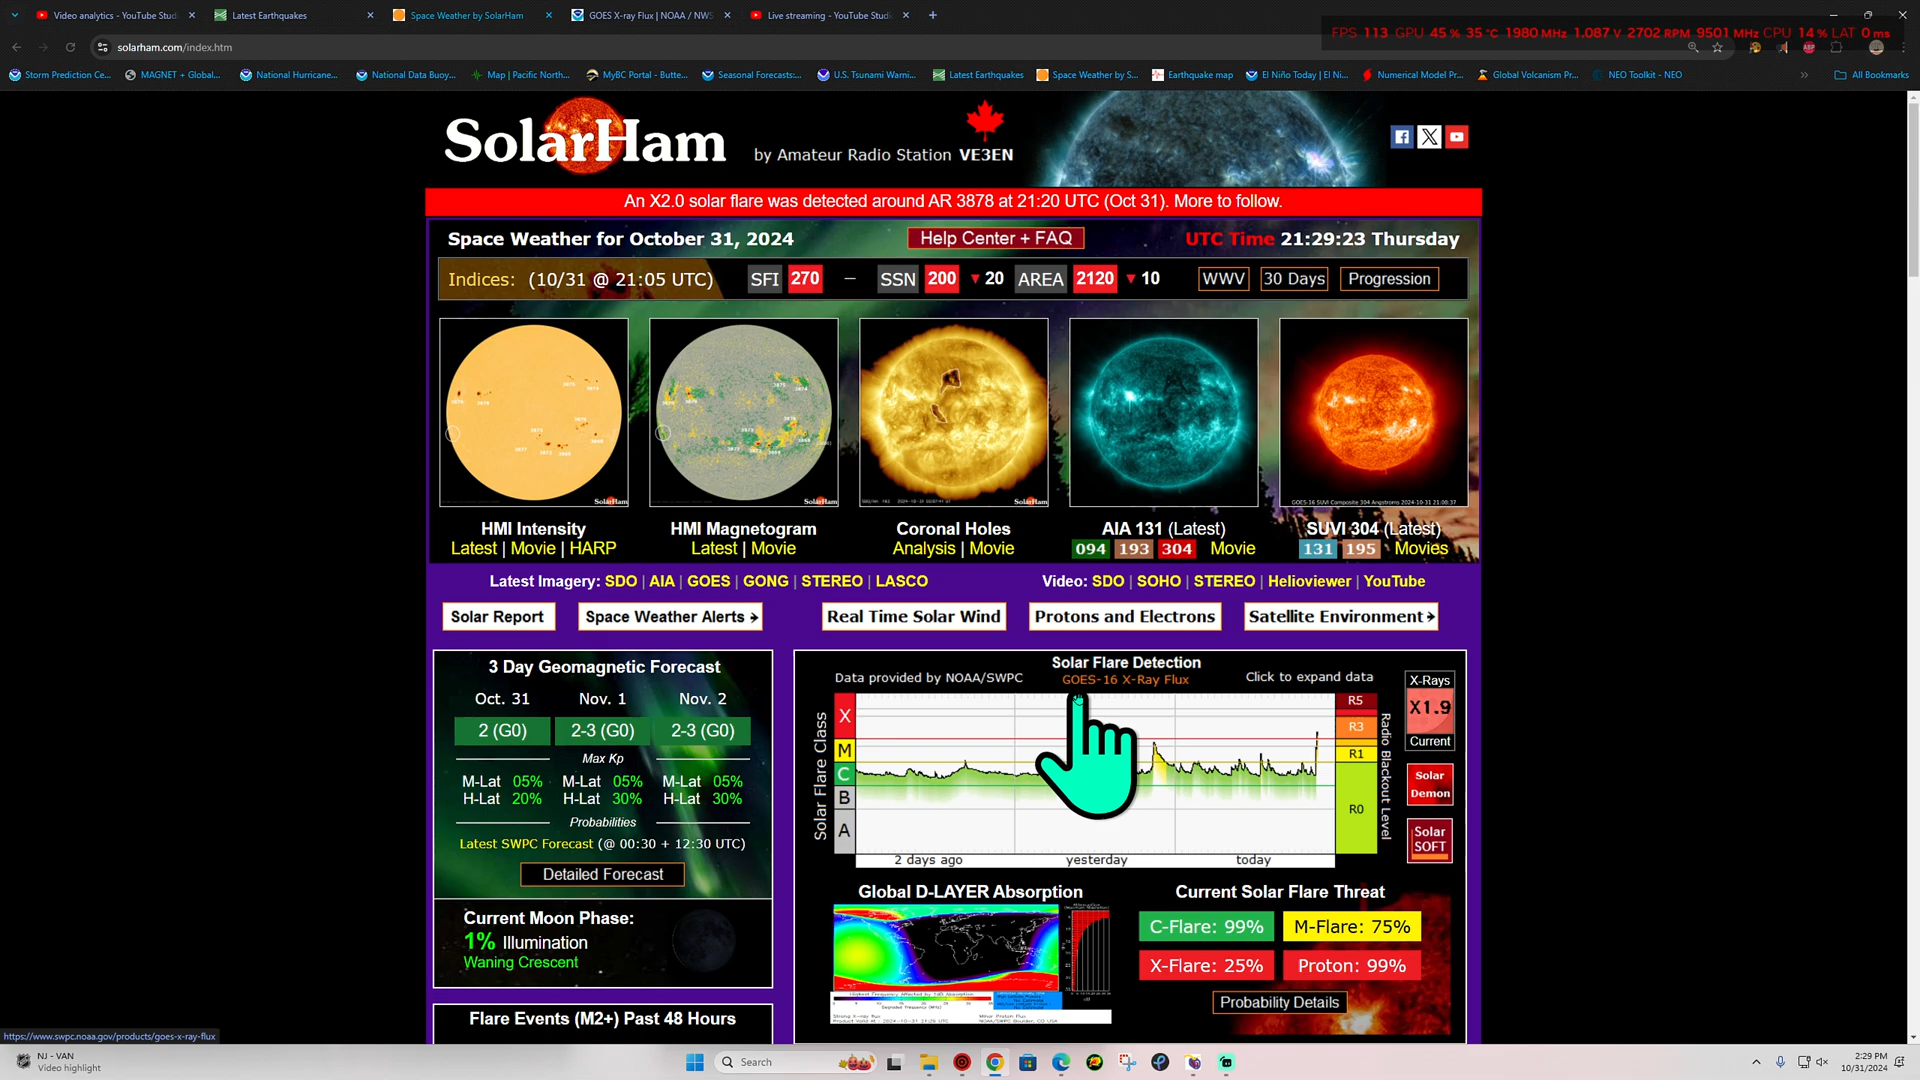 Video analytics - YouTube Studi
Latest Earthquakes
Space Weather by SolarHam
GOES X-ray Flux | NOAA / NWS
Live streaming - YouTube Studi
FPS 113 GPU 45 % 35 °C 1980 MHz 1.087 V 2702 RPM 9501 MHz CPU 14 % LAT 0 ms
solarham.com/index.htm
Storm Prediction Ce...
MAGNET + Global...
National Hurricane...
National Data Buoy...
Map | Pacific North...
MyBC Portal - Butte...
Seasonal Forecasts:...
U.S. Tsunami Warni...
Latest Earthquakes
Space Weather by S...
Earthquake map
El Niño Today | El Ni...
Numerical Model Pr...
Global Volcanism Pr...
NEO Toolkit - NEO
All Bookmarks
SolarHam
by Amateur Radio Station VE3EN
An X2.0 solar flare was detected around AR 3878 at 21:20 UTC (Oct 31). More to follow.
Space Weather for October 31, 2024
Help Center + FAQ
UTC Time 21:29:23 Thursday
Indices: (10/31 @ 21:05 UTC) SFI 270 – SSN 200 ▼ 20 AREA 2120 ▼ 10 WWV 30 Days Progression
HMI Intensity
Latest | Movie | HARP
HMI Magnetogram
Latest | Movie
Coronal Holes
Analysis | Movie
AIA 131 (Latest)
094 193 304 Movie
GOES-16 SUVI Composite 304 Angstroms 2024-10-31 21:08:37
SUVI 304 (Latest)
131 195 Movies
Latest Imagery: SDO | AIA | GOES | GONG | STEREO | LASCO
Video: SDO | SOHO | STEREO | Helioviewer | YouTube
Solar Report
Space Weather Alerts
Real Time Solar Wind
Protons and Electrons
Satellite Environment
3 Day Geomagnetic Forecast
Oct. 31 Nov. 1 Nov. 2
2 (G0) 2-3 (G0) 2-3 (G0)
Max Kp
M-Lat 05% M-Lat 05% M-Lat 05%
H-Lat 20% H-Lat 30% H-Lat 30%
Probabilities
Latest SWPC Forecast (@ 00:30 + 12:30 UTC)
Detailed Forecast
Current Moon Phase:
1% Illumination
Waning Crescent
Flare Events (M2+) Past 48 Hours
Solar Flare Detection
Data provided by NOAA/SWPC
GOES-16 X-Ray Flux
Click to expand data
Solar Flare Class
X
M
C
B
A
R5
R3
R1
R0
Radio Blackout Level
2 days ago yesterday today
X-Rays
X1.9
Current
Solar
Demon
Solar
SOFT
Global D-LAYER Absorption
Current Solar Flare Threat
C-Flare: 99%
M-Flare: 75%
X-Flare: 25%
Proton: 99%
Probability Details
https://www.swpc.noaa.gov/products/goes-x-ray-flux
NJ - VAN
Video highlight
Search
2:29 PM
10/31/2024